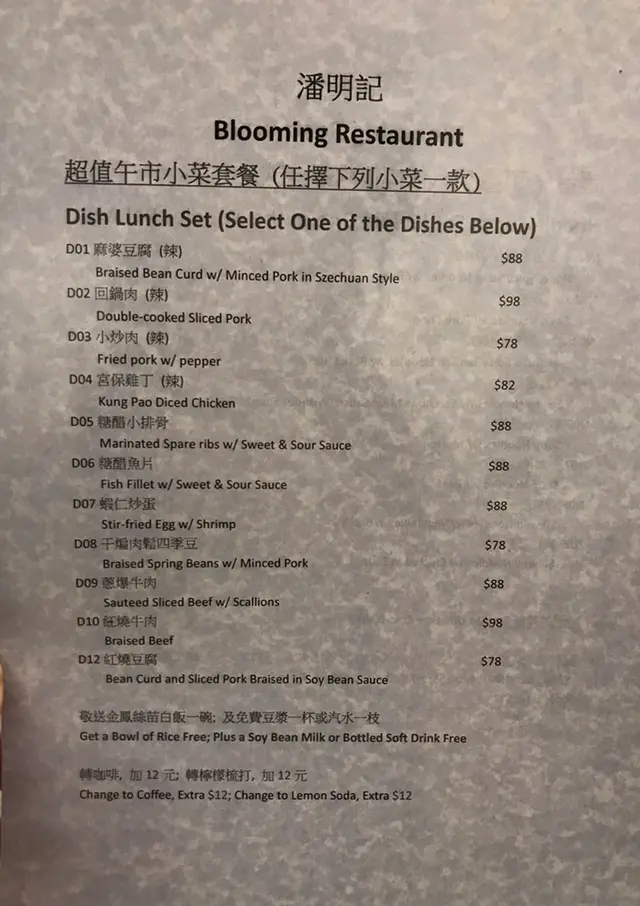 潘明記
Blooming Restaurant
超值午市小菜套餐 (任擇下列小菜一款)
Dish Lunch Set (Select One of the Dishes Below)
D01 麻婆豆腐 (辣) $88
Braised Bean Curd w/ Minced Pork in Szechuan Style
D02 回鍋肉 (辣) $98
Double-cooked Sliced Pork
D03 小炒肉 (辣) $78
Fried pork w/ pepper
D04 宮保雞丁 (辣) $82
Kung Pao Diced Chicken
D05 糖醋小排骨 $88
Marinated Spare ribs w/ Sweet & Sour Sauce
D06 糖醋魚片 $88
Fish Fillet w/ Sweet & Sour Sauce
D07 蝦仁炒蛋 $88
Stir-fried Egg w/ Shrimp
D08 干煸肉鬆四季豆 $78
Braised Spring Beans w/ Minced Pork
D09 蔥爆牛肉 $88
Sauteed Sliced Beef w/ Scallions
D10 紅燒牛肉 $98
Braised Beef
D12 紅燒豆腐 $78
Bean Curd and Sliced Pork Braised in Soy Bean Sauce
敬送金鳳絲苗白飯一碗; 及免費豆漿一杯或汽水一枝
Get a Bowl of Rice Free; Plus a Soy Bean Milk or Bottled Soft Drink Free
轉咖啡, 加 12 元; 轉檸檬梳打, 加 12 元
Change to Coffee, Extra $12; Change to Lemon Soda, Extra $12